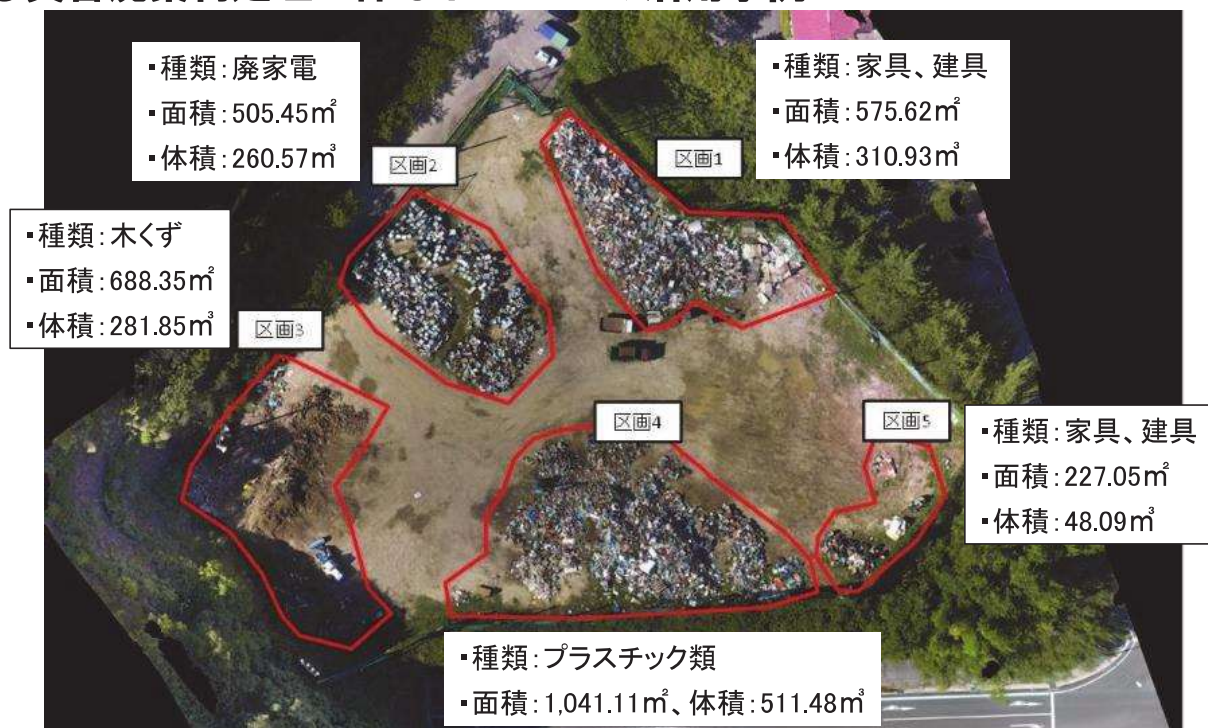 ・種類：廃家電
・面積：505.45㎡
・体積：260.57㎥
区画2
・種類：家具、建具
・面積：575.62㎡
・体積：310.93㎥
区画1
・種類：木くず
・面積：688.35㎡
・体積：281.85㎥
区画3
区画4
区画5
・種類：家具、建具
・面積：227.05㎡
・体積：48.09㎥
・種類：プラスチック類
・面積：1,041.11㎡、体積：511.48㎥